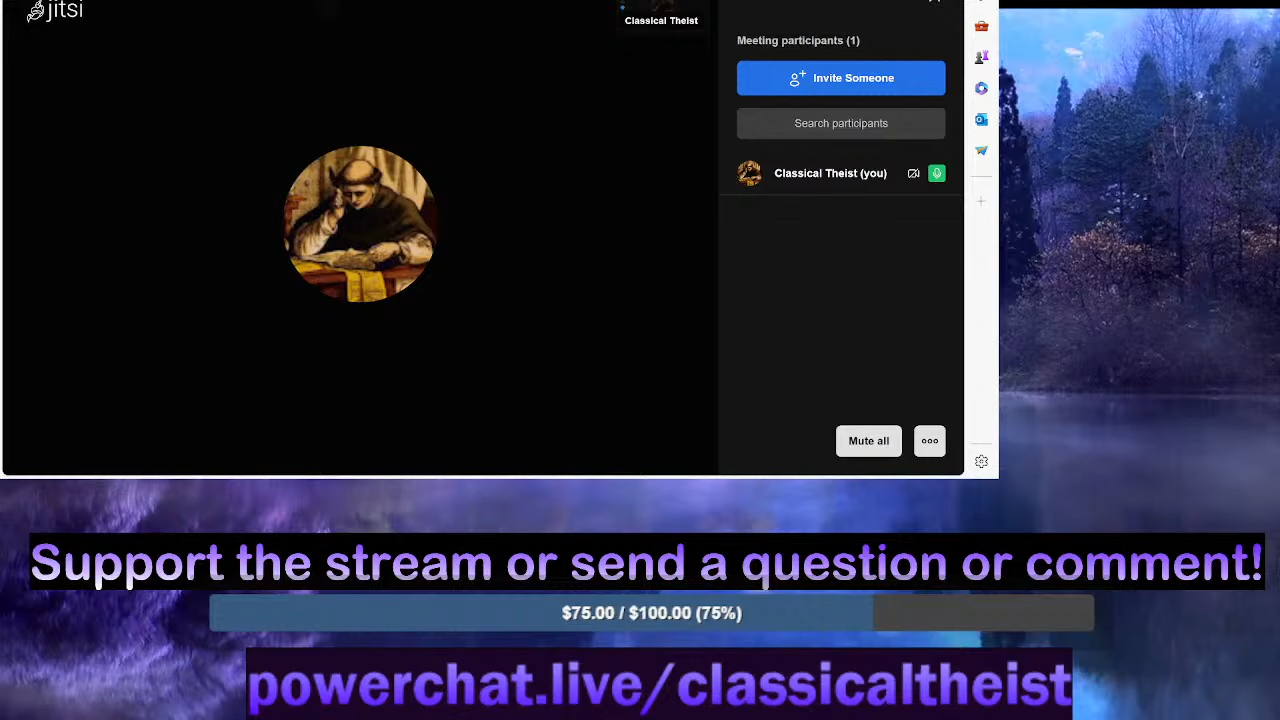 jitsi
Classical Theist
Meeting participants (1)
Invite Someone
Search participants
Classical Theist (you)
Mute all
Support the stream or send a question or comment!
$75.00 / $100.00 (75%)
powerchat.live/classicaltheist